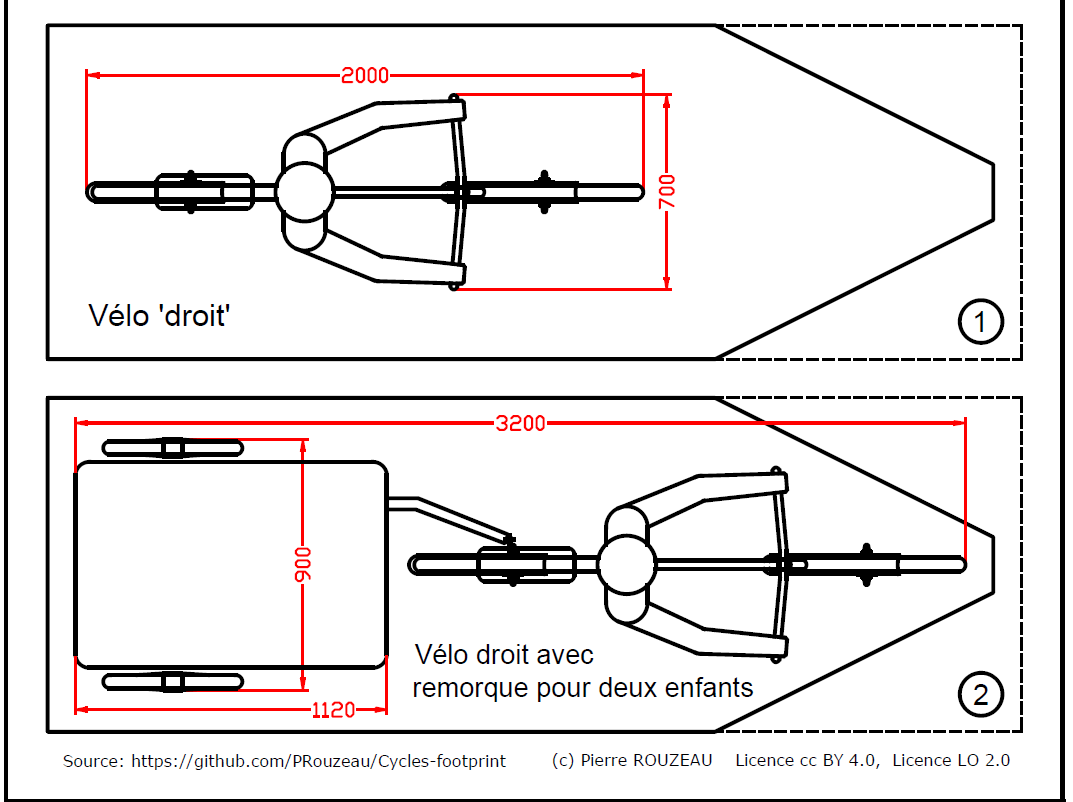 2000
700
Vélo 'droit'
1
3200
900
Vélo droit avec
remorque pour deux enfants
1120
2
Source: https://github.com/PRouzeau/Cycles-footprint (c) Pierre ROUZEAU Licence cc BY 4.0, Licence LO 2.0